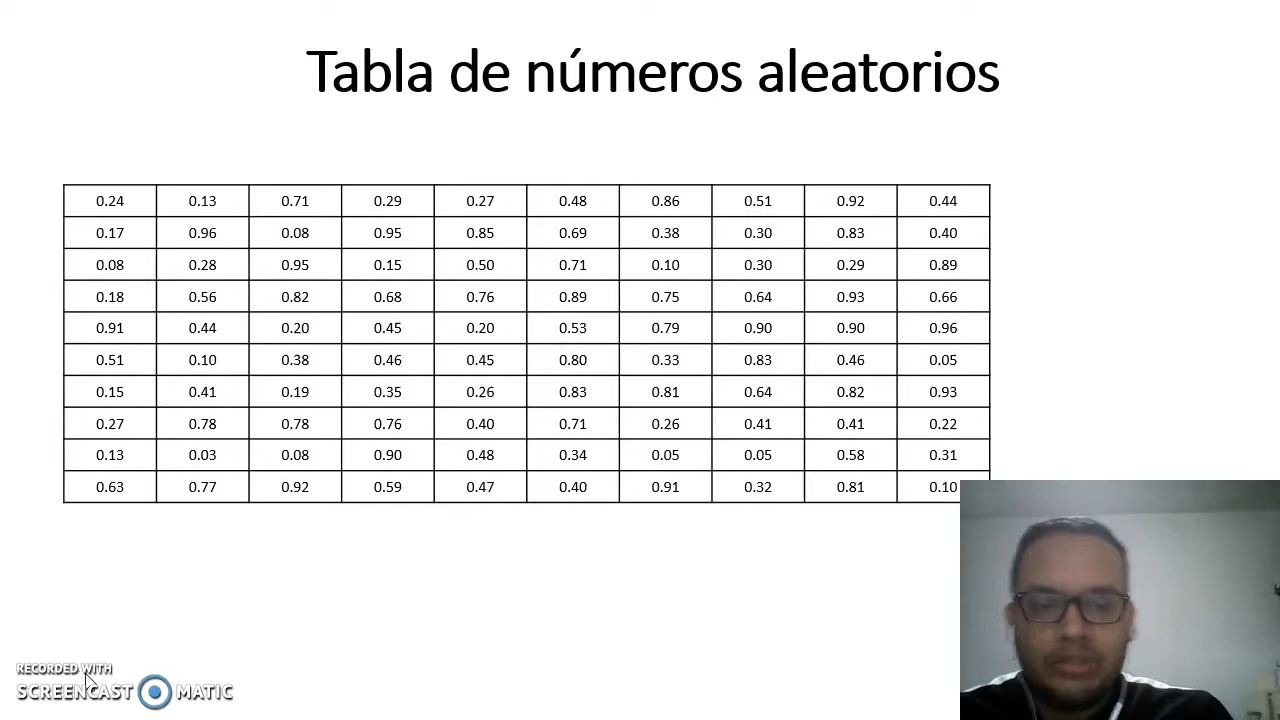 Tabla de números aleatorios
0.24 0.13 0.71 0.29 0.27 0.48 0.86 0.51 0.92 0.44
0.17 0.96 0.08 0.95 0.85 0.69 0.38 0.30 0.83 0.40
0.08 0.28 0.95 0.15 0.50 0.71 0.10 0.30 0.29 0.89
0.18 0.56 0.82 0.68 0.76 0.89 0.75 0.64 0.93 0.66
0.91 0.44 0.20 0.45 0.20 0.53 0.79 0.90 0.90 0.96
0.51 0.10 0.38 0.46 0.45 0.80 0.33 0.83 0.46 0.05
0.15 0.41 0.19 0.35 0.26 0.83 0.81 0.64 0.82 0.93
0.27 0.78 0.78 0.76 0.40 0.71 0.26 0.41 0.41 0.22
0.13 0.03 0.08 0.90 0.48 0.34 0.05 0.05 0.58 0.31
0.63 0.77 0.92 0.59 0.47 0.40 0.91 0.32 0.81 0.10
RECORDED WITH
SCREENCAST MATIC